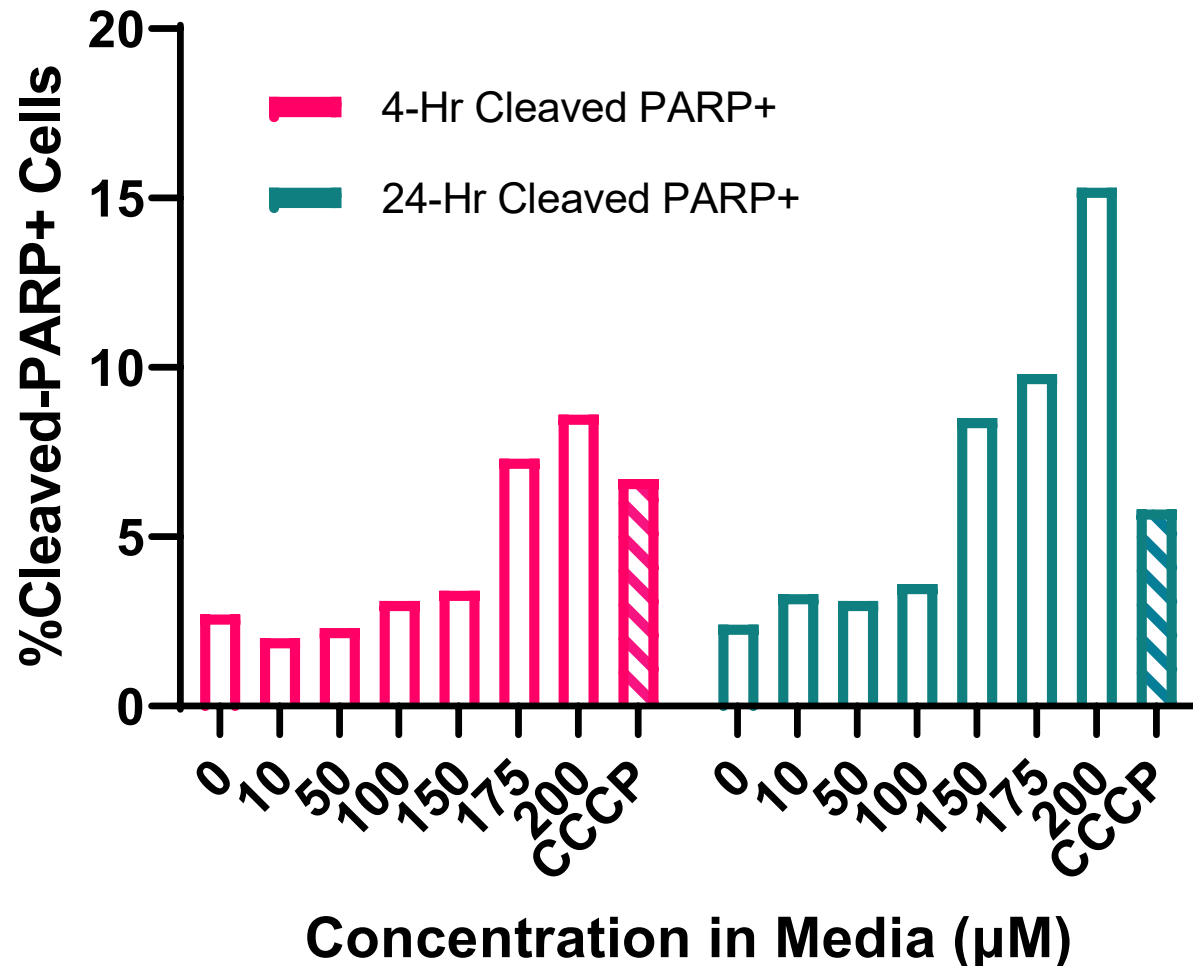 %Cleaved-PARP+ Cells
20
15
10
5
0
4-Hr Cleaved PARP+
24-Hr Cleaved PARP+
0 10 50 100 150 175 200 CCCP 0 10 50 100 150 175 200 CCCP
Concentration in Media (µM)